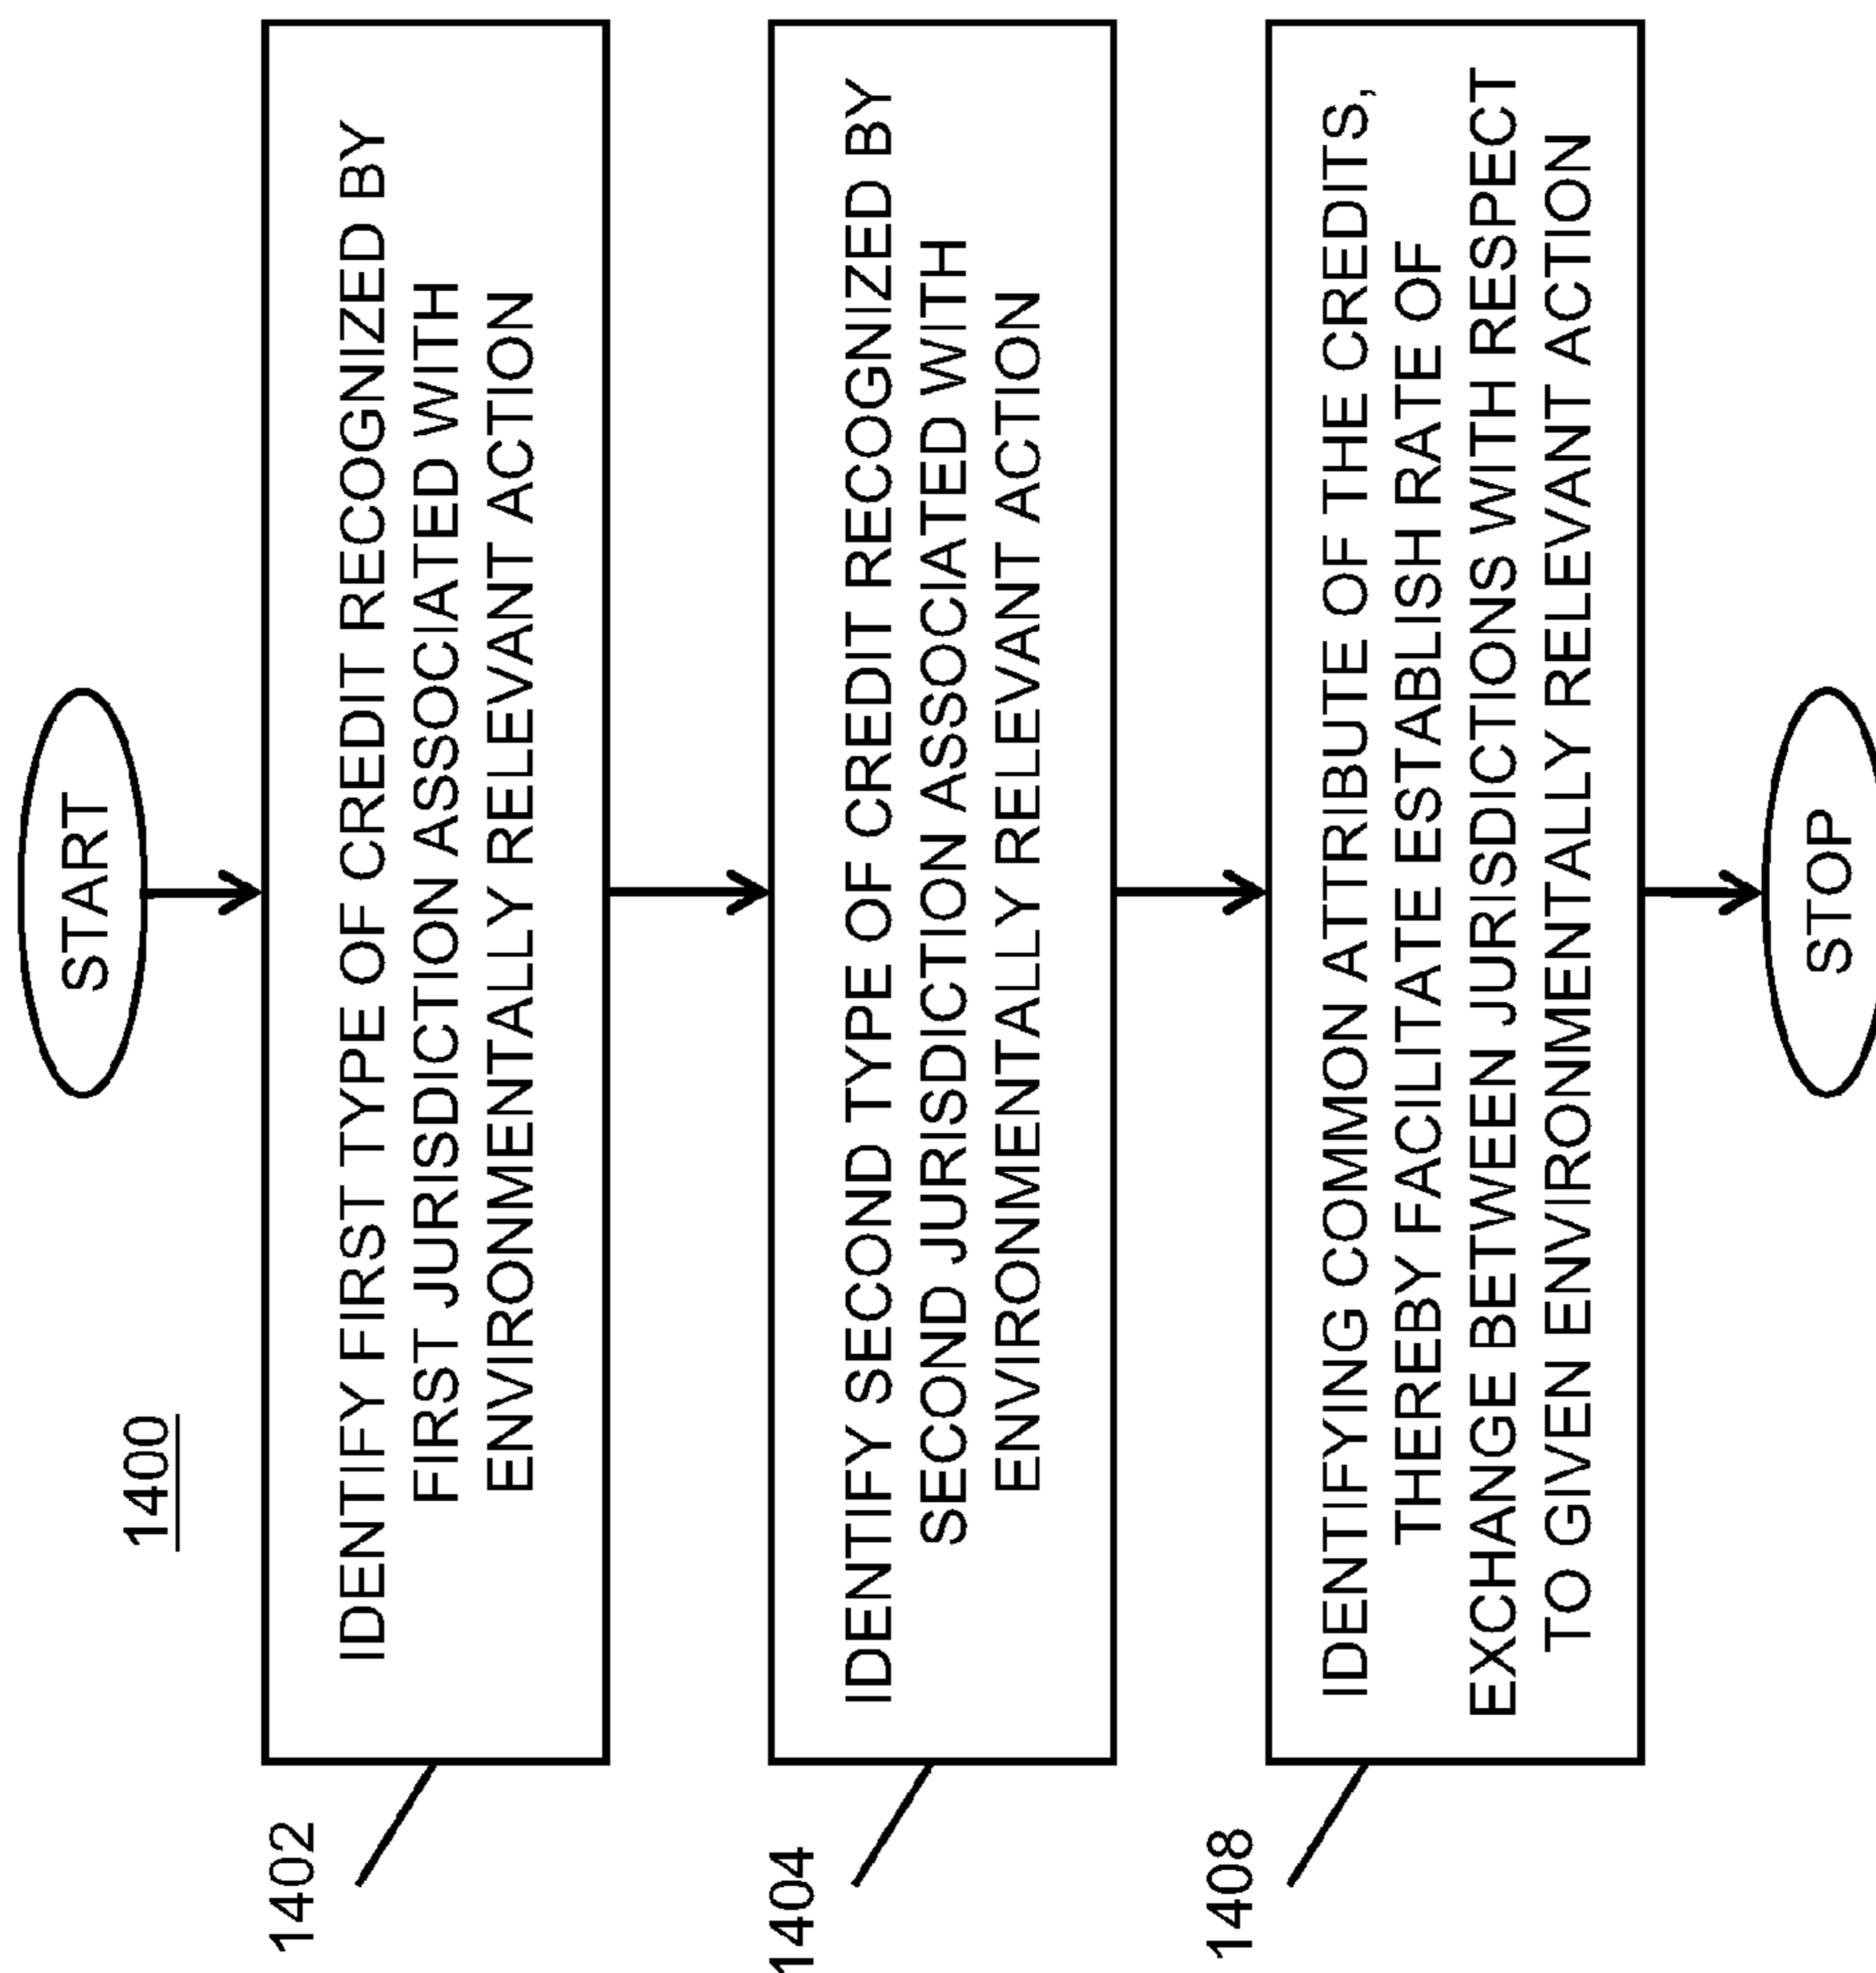 1400
START
1402
IDENTIFY FIRST TYPE OF CREDIT RECOGNIZED BY
FIRST JURISDICTION ASSOCIATED WITH
ENVIRONMENTALLY RELEVANT ACTION
1404
IDENTIFY SECOND TYPE OF CREDIT RECOGNIZED BY
SECOND JURISDICTION ASSOCIATED WITH
ENVIRONMENTALLY RELEVANT ACTION
1408
IDENTIFYING COMMON ATTRIBUTE OF THE CREDITS,
THEREBY FACILITATE ESTABLISH RATE OF
EXCHANGE BETWEEN JURISDICTIONS WITH RESPECT
TO GIVEN ENVIRONMENTALLY RELEVANT ACTION
STOP